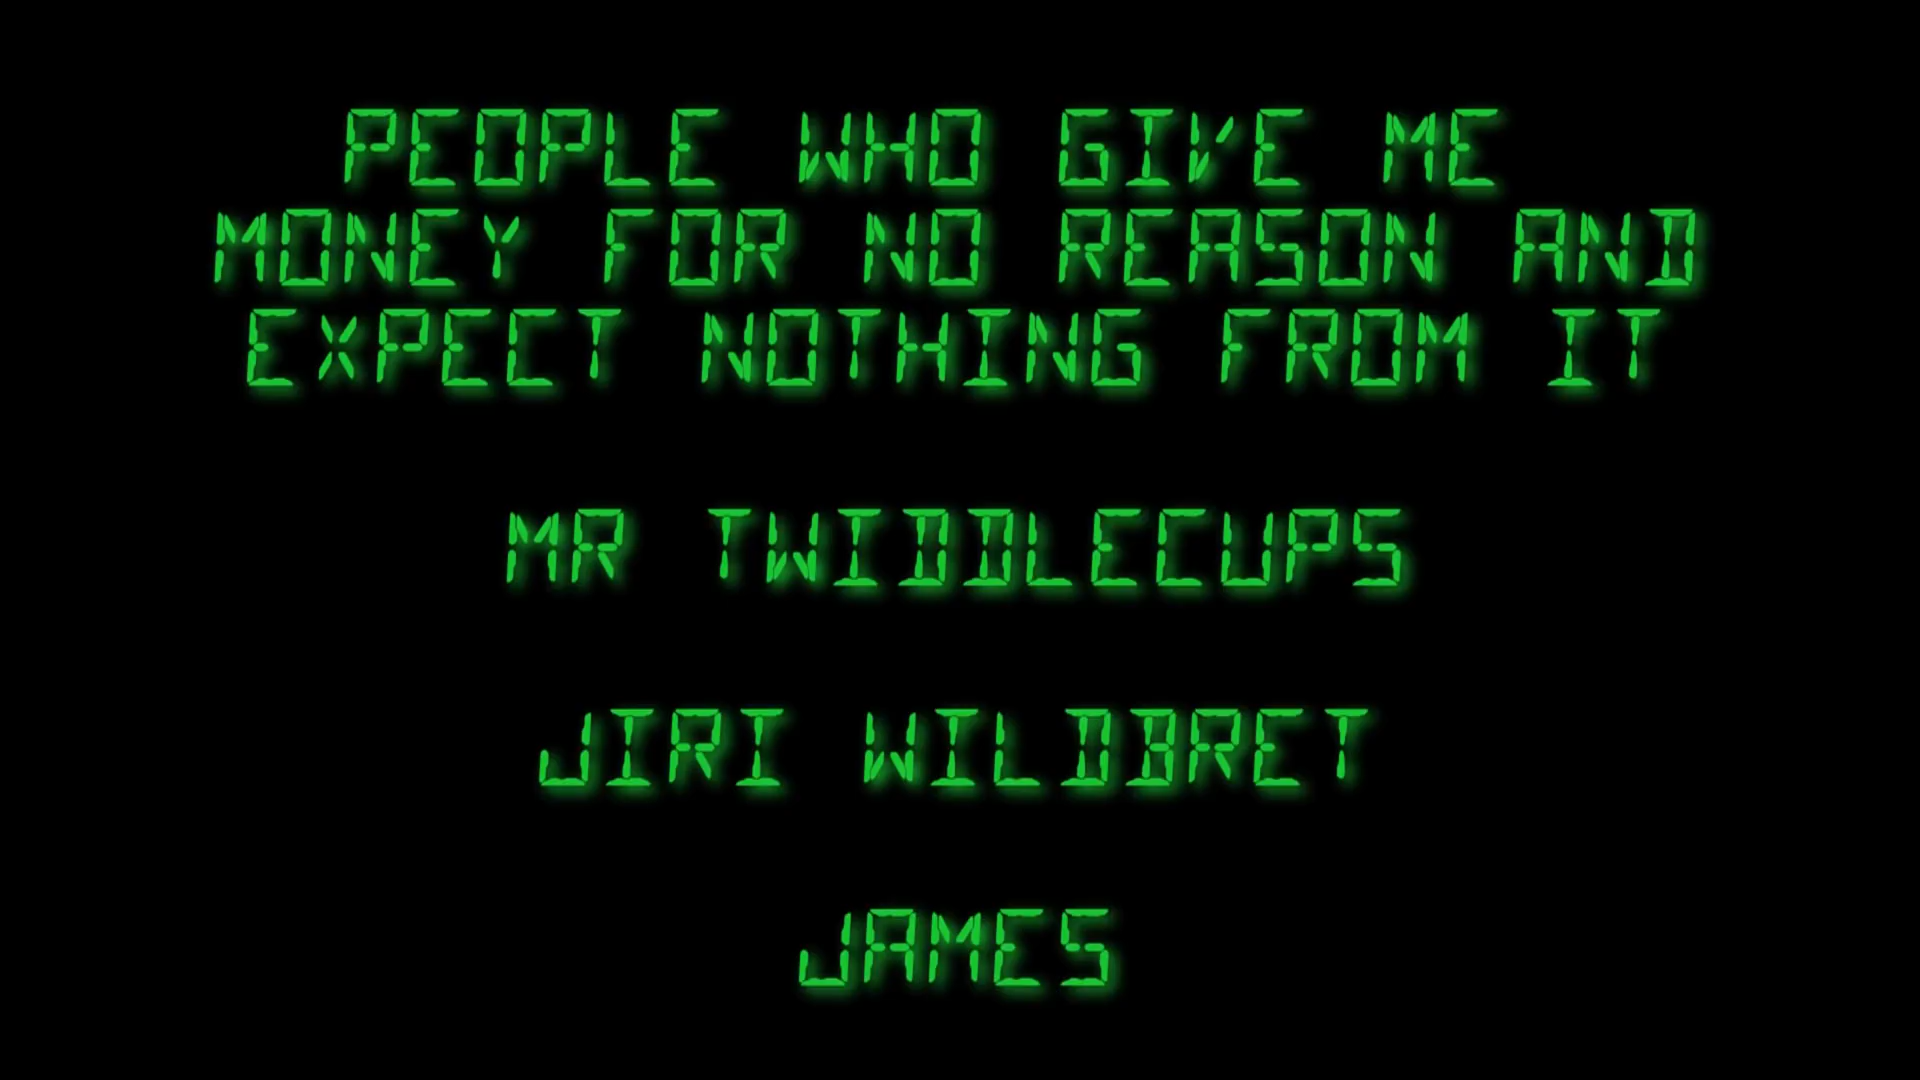 PEOPLE WHO GIVE ME
MONEY FOR NO REASON AND
EXPECT NOTHING FROM IT
MR TWIDDLECUPS
JIRI WILDBRET
JAMES